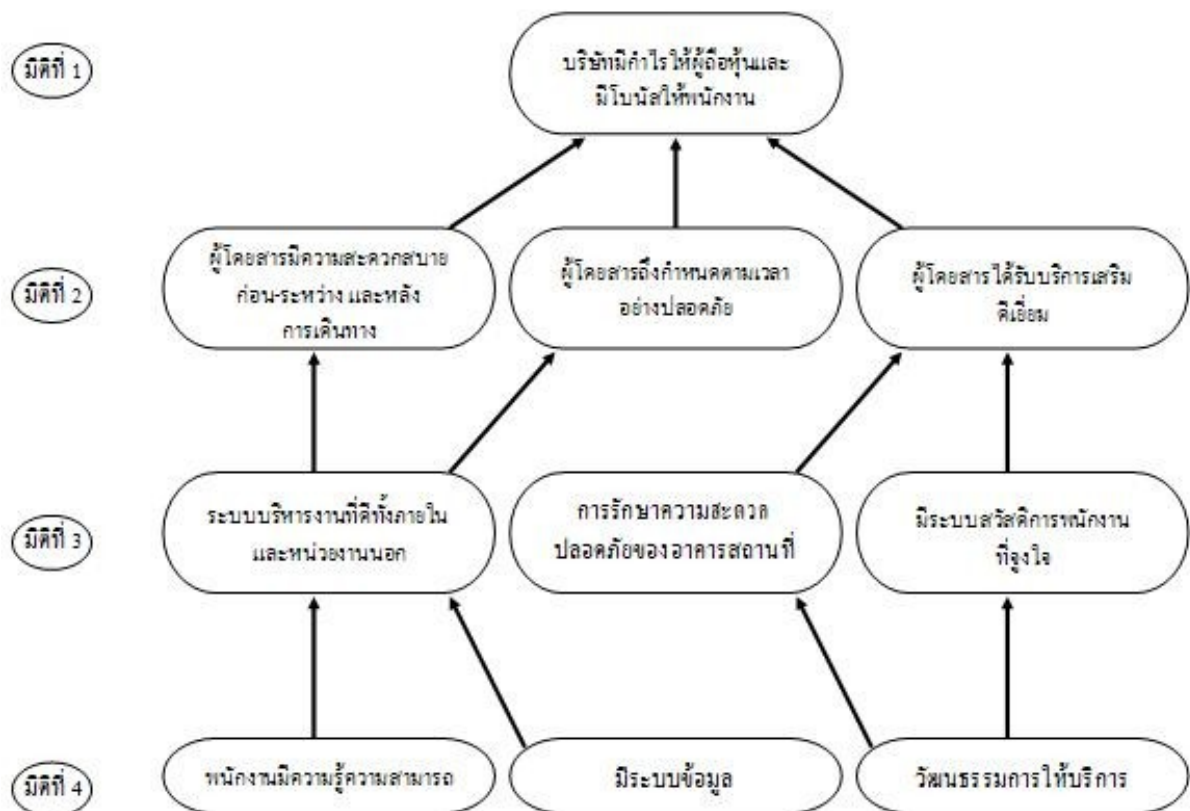 มิติที่ 1
บริษัทมีกำไรให้ผู้ถือหุ้นและ
มีโบนัสให้พนักงาน
มิติที่ 2
ผู้โดยสารมีความสะดวกสบาย
ก่อน-ระหว่าง และหลัง
การเดินทาง
ผู้โดยสารถึงกำหนดตามเวลา
อย่างปลอดภัย
ผู้โดยสารได้รับบริการเสริม
ดีเยี่ยม
มิติที่ 3
ระบบบริหารงานที่ดีทั้งภายใน
และหน่วยงานนอก
การรักษาความสะดวก
ปลอดภัยของอาคารสถานที่
มีระบบสวัสดิการพนักงาน
ที่จูงใจ
มิติที่ 4
พนักงานมีความรู้ความสามารถ
มีระบบข้อมูล
วัฒนธรรมการให้บริการ